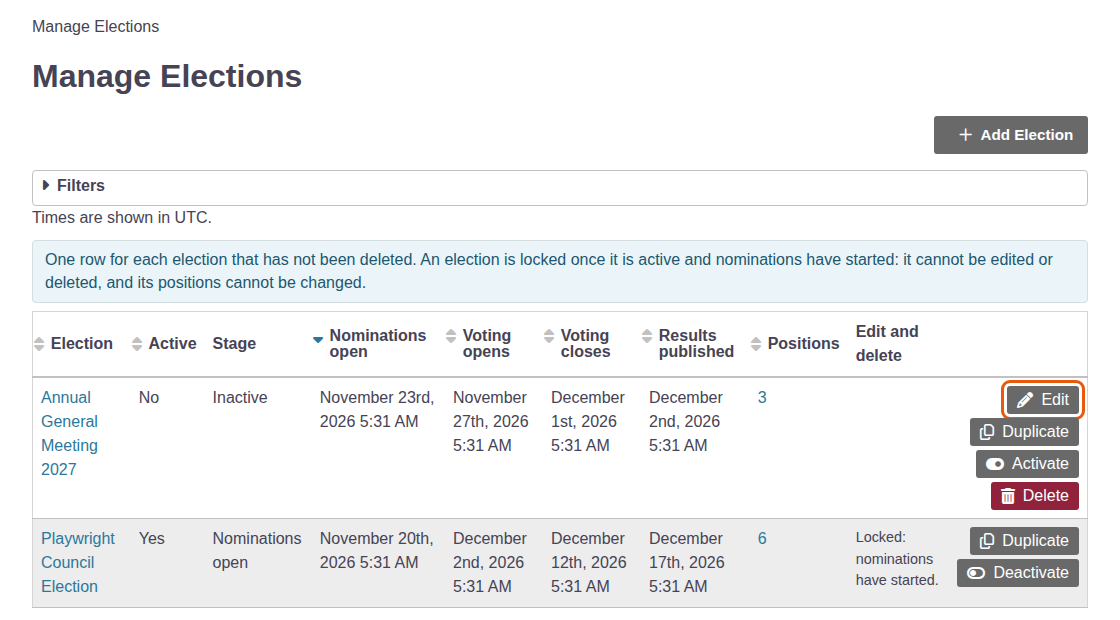 Manage Elections
Manage Elections
Add Election
Filters
Times are shown in UTC.
One row for each election that has not been deleted. An election is locked once it is active and nominations have started: it cannot be edited or
deleted, and its positions cannot be changed.
Election Active Stage Nominations open Voting opens Voting closes Results published Positions Edit and delete
Annual General Meeting 2027 No Inactive November 23rd, 2026 5:31 AM November 27th, 2026 5:31 AM December 1st, 2026 5:31 AM December 2nd, 2026 5:31 AM 3
Edit
Duplicate
Activate
Delete
Playwright Council Election Yes Nominations open November 20th, 2026 5:31 AM December 2nd, 2026 5:31 AM December 12th, 2026 5:31 AM December 17th, 2026 5:31 AM 6 Locked: nominations have started.
Duplicate
Deactivate